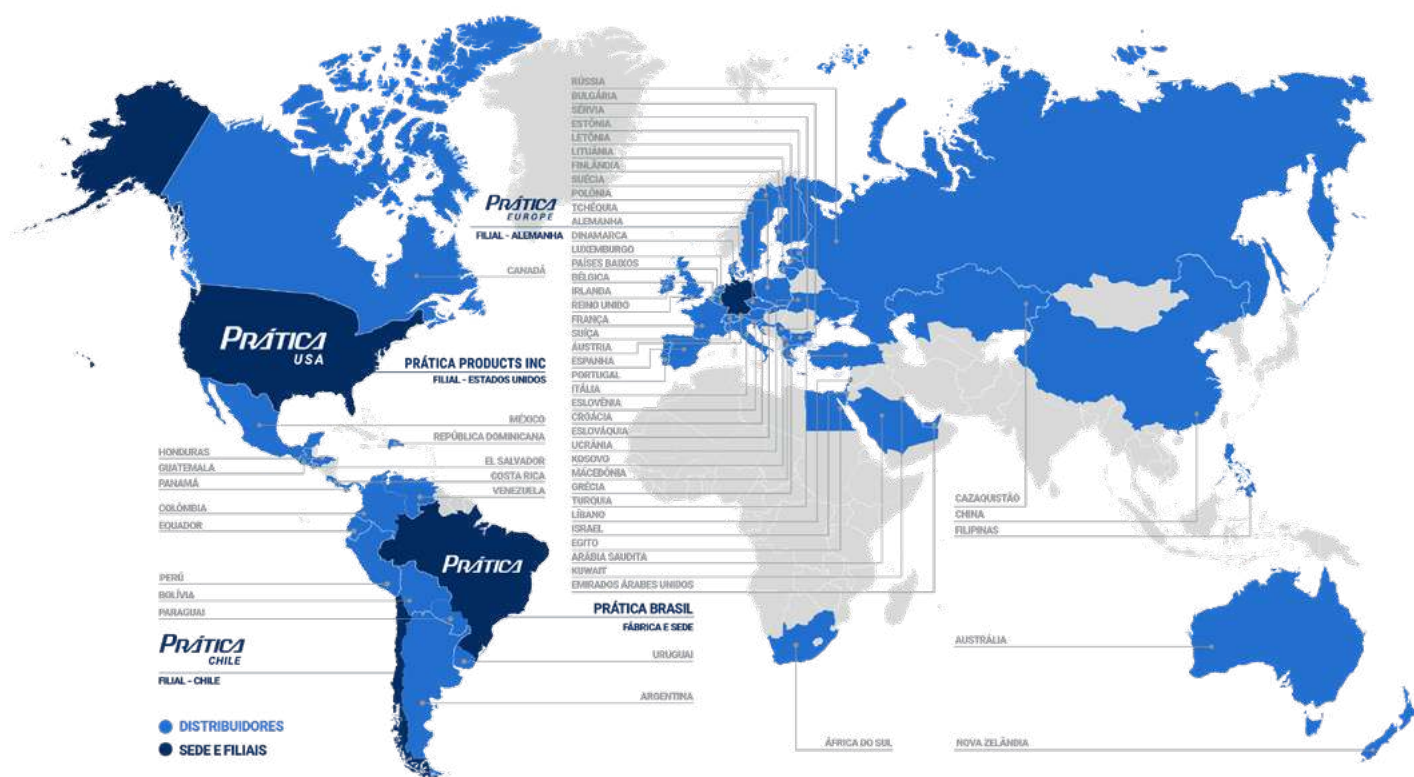 RÚSSIA
BULGÁRIA
SÉRVIA
ESTÔNIA
LETÔNIA
LITUÂNIA
FINLÂNDIA
SUÉCIA
POLÔNIA
TCHÉQUIA
ALEMANHA
DINAMARCA
LUXEMBURGO
PAÍSES BAIXOS
BÉLGICA
IRLANDA
REINO UNIDO
FRANÇA
SUÍÇA
ÁUSTRIA
ESPANHA
PORTUGAL
ITÁLIA
ESLOVÊNIA
CROÁCIA
ESLOVÁQUIA
UCRÂNIA
KOSOVO
MACEDÔNIA
GRÉCIA
TURQUIA
LÍBANO
ISRAEL
EGITO
ARÁBIA SAUDITA
KUWAIT
EMIRADOS ÁRABES UNIDOS
PRÁTICA
EUROPE
FILIAL - ALEMANHA
CANADÁ
PRÁTICA
USA
PRÁTICA PRODUCTS INC
FILIAL - ESTADOS UNIDOS
MÉXICO
REPÚBLICA DOMINICANA
HONDURAS
EL SALVADOR
GUATEMALA
COSTA RICA
PANAMÁ
VENEZUELA
COLÔMBIA
EQUADOR
CAZAQUISTÃO
CHINA
FILIPINAS
PRÁTICA
PERÚ
BOLÍVIA
PARAGUAI
PRÁTICA BRASIL
FÁBRICA E SEDE
PRÁTICA
CHILE
FILIAL - CHILE
URUGUAI
AUSTRÁLIA
ARGENTINA
DISTRIBUIDORES
SEDE E FILIAIS
ÁFRICA DO SUL
NOVA ZELÂNDIA